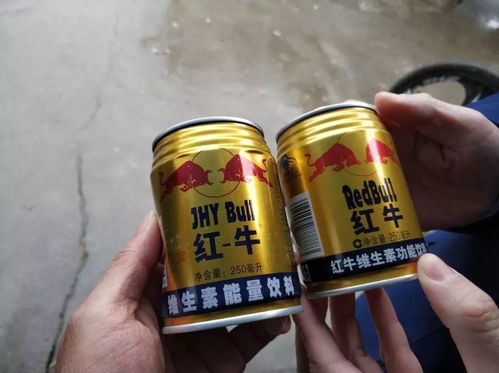 JHY Bull
红-牛
净含量: 250毫升
维生素能量饮料
RedBull
红牛
净含量: 250毫升
红牛维生素功能饮料